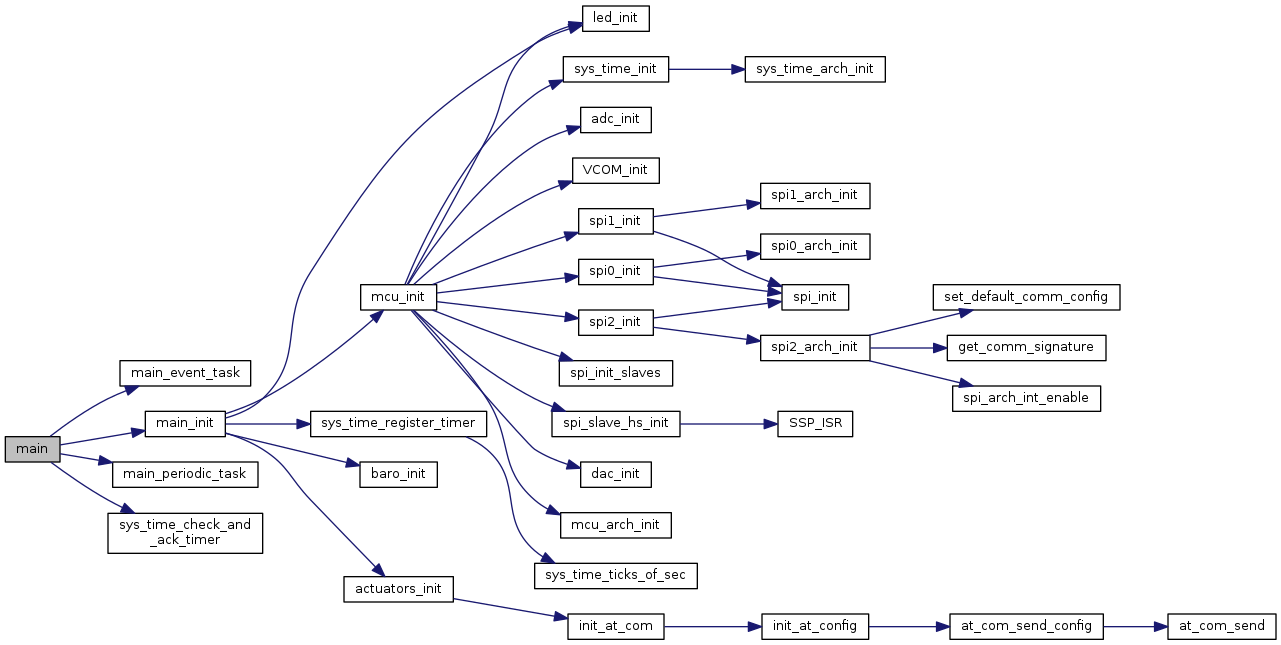 led_init
sys_time_init
sys_time_arch_init
adc_init
VCOM_init
spi1_arch_init
spi1_init
spi0_arch_init
spi0_init
mcu_init
spi_init
set_default_comm_config
spi2_init
spi2_arch_init
get_comm_signature
main_event_task
spi_init_slaves
spi_arch_int_enable
main_init
sys_time_register_timer
spi_slave_hs_init
SSP_ISR
main
main_periodic_task
baro_init
dac_init
sys_time_check_and
_ack_timer
mcu_arch_init
sys_time_ticks_of_sec
actuators_init
init_at_com
init_at_config
at_com_send_config
at_com_send